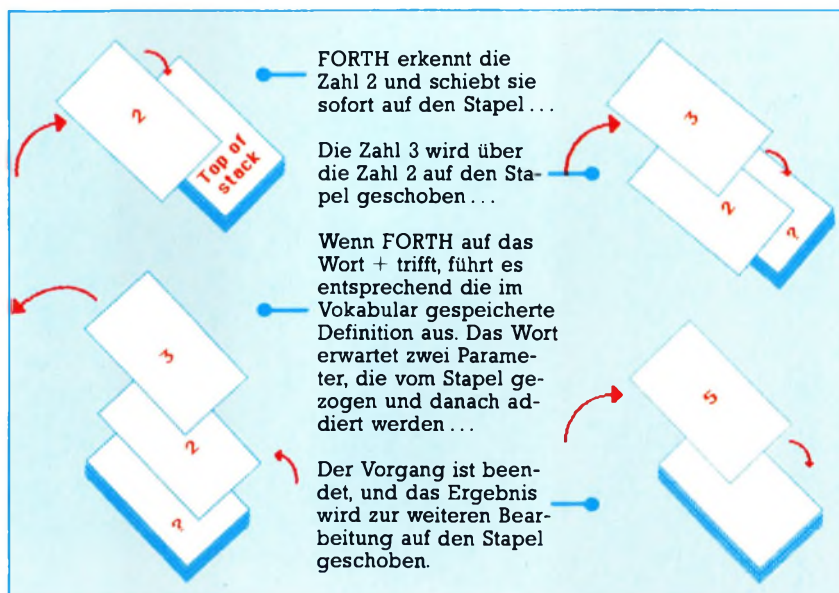 FORTH erkennt die
Zahl 2 und schiebt sie
sofort auf den Stapel...
2
Top of
stack
Die Zahl 3 wird über
die Zahl 2 auf den Sta-
pel geschoben...
3
2
?
Wenn FORTH auf das
Wort + trifft, führt es
entsprechend die im
Vokabular gespeicherte
Definition aus. Das Wort
erwartet zwei Parame-
ter, die vom Stapel ge-
zogen und danach ad-
diert werden...
3
2
?
Der Vorgang ist been-
det, und das Ergebnis
wird zur weiteren Bear-
beitung auf den Stapel
geschoben.
5